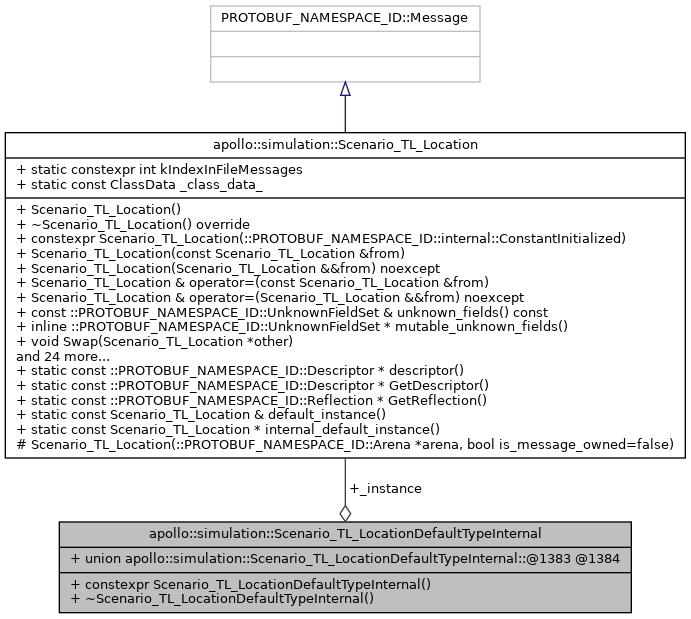 PROTOBUF_NAMESPACE_ID::Message
apollo::simulation::Scenario_TL_Location
+ static constexpr int kIndexInFileMessages
+ static const ClassData _class_data_
+ Scenario_TL_Location()
+ ~Scenario_TL_Location() override
+ constexpr Scenario_TL_Location(::PROTOBUF_NAMESPACE_ID::internal::ConstantInitialized)
+ Scenario_TL_Location(const Scenario_TL_Location &from)
+ Scenario_TL_Location(Scenario_TL_Location &&from) noexcept
+ Scenario_TL_Location & operator=(const Scenario_TL_Location &from)
+ Scenario_TL_Location & operator=(Scenario_TL_Location &&from) noexcept
+ const ::PROTOBUF_NAMESPACE_ID::UnknownFieldSet & unknown_fields() const
+ inline ::PROTOBUF_NAMESPACE_ID::UnknownFieldSet * mutable_unknown_fields()
+ void Swap(Scenario_TL_Location *other)
and 24 more...
+ static const ::PROTOBUF_NAMESPACE_ID::Descriptor * descriptor()
+ static const ::PROTOBUF_NAMESPACE_ID::Descriptor * GetDescriptor()
+ static const ::PROTOBUF_NAMESPACE_ID::Reflection * GetReflection()
+ static const Scenario_TL_Location & default_instance()
+ static const Scenario_TL_Location * internal_default_instance()
# Scenario_TL_Location(::PROTOBUF_NAMESPACE_ID::Arena *arena, bool is_message_owned=false)
+_instance
apollo::simulation::Scenario_TL_LocationDefaultTypeInternal
+ union apollo::simulation::Scenario_TL_LocationDefaultTypeInternal::@1383 @1384
+ constexpr Scenario_TL_LocationDefaultTypeInternal()
+ ~Scenario_TL_LocationDefaultTypeInternal()